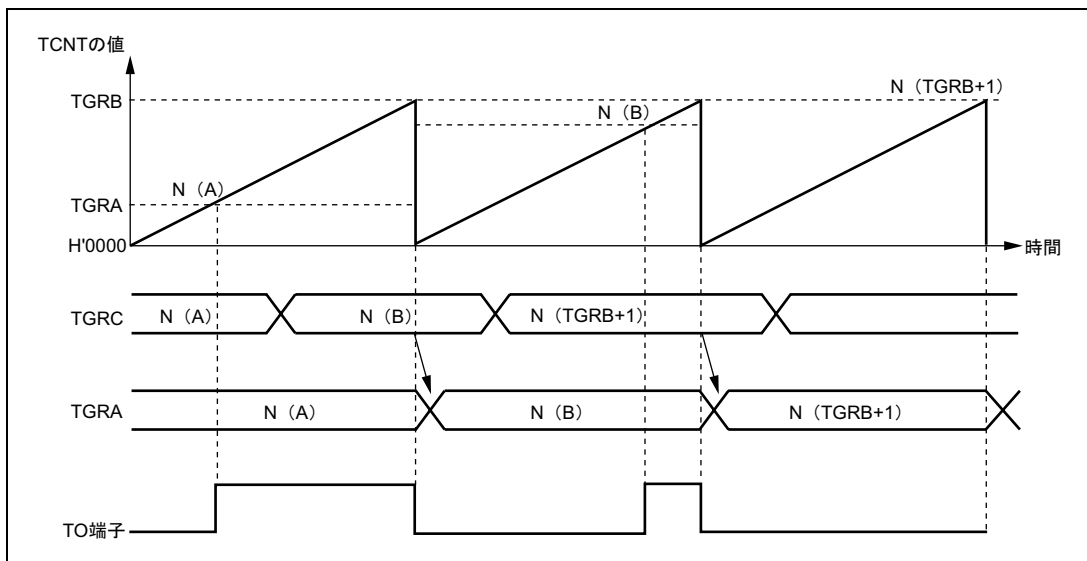 TCNTの値
TGRB
N（TGRB+1）
N（B）
N（A）
TGRA
H'0000
時間
TGRC
N（A）
N（B）
N（TGRB+1）
TGRA
N（A）
N（B）
N（TGRB+1）
TO端子